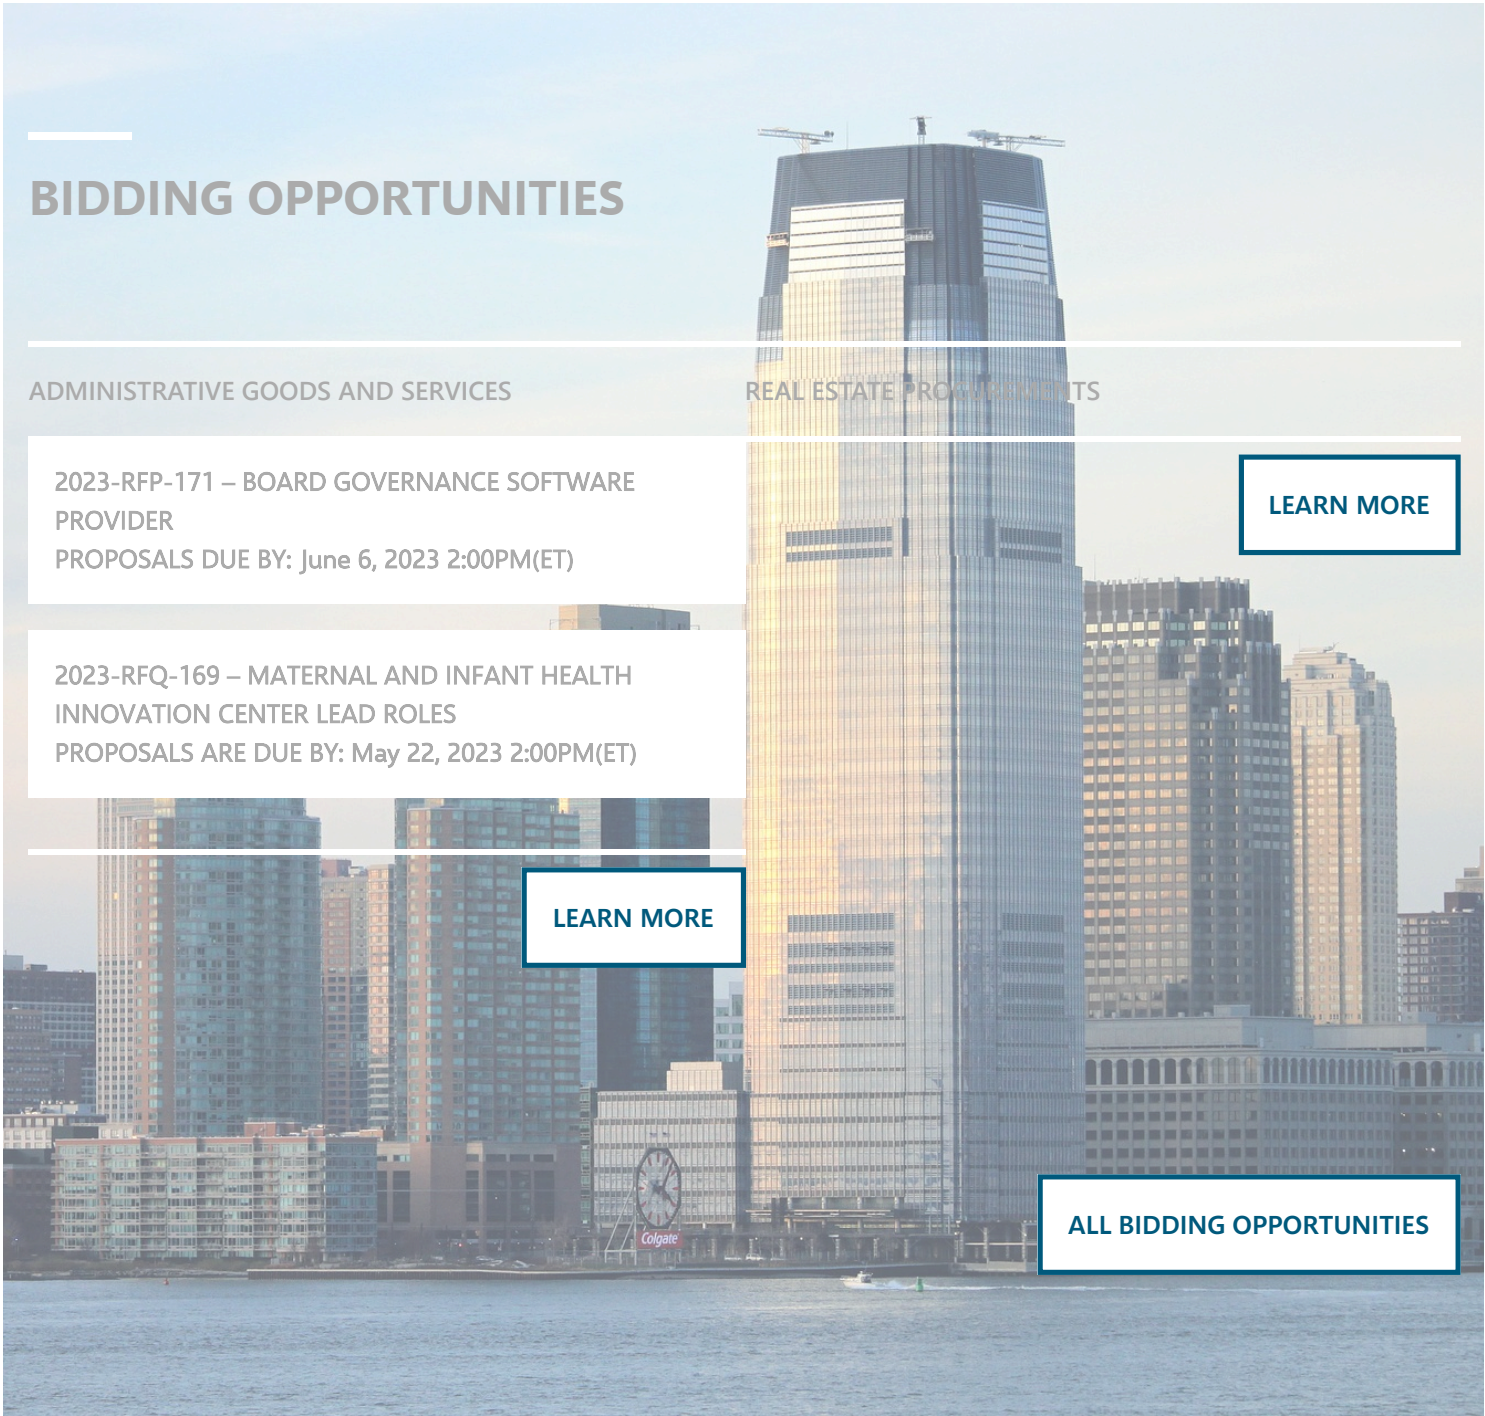 BIDDING OPPORTUNITIES
ADMINISTRATIVE GOODS AND SERVICES
REAL ESTATE PROCUREMENTS
2023-RFP-171 – BOARD GOVERNANCE SOFTWARE
PROVIDER
PROPOSALS DUE BY: June 6, 2023 2:00PM(ET)
LEARN MORE
2023-RFQ-169 – MATERNAL AND INFANT HEALTH
INNOVATION CENTER LEAD ROLES
PROPOSALS ARE DUE BY: May 22, 2023 2:00PM(ET)
LEARN MORE
ALL BIDDING OPPORTUNITIES
Colgate